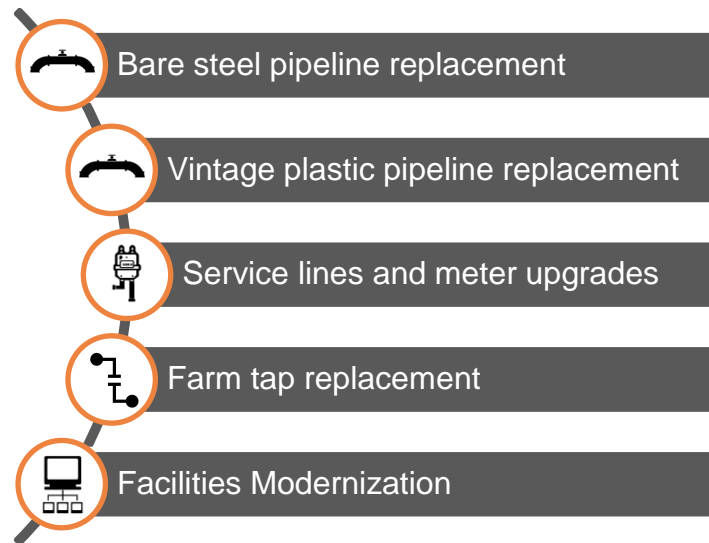 Bare steel pipeline replacement
Vintage plastic pipeline replacement
Service lines and meter upgrades
Farm tap replacement
Facilities Modernization